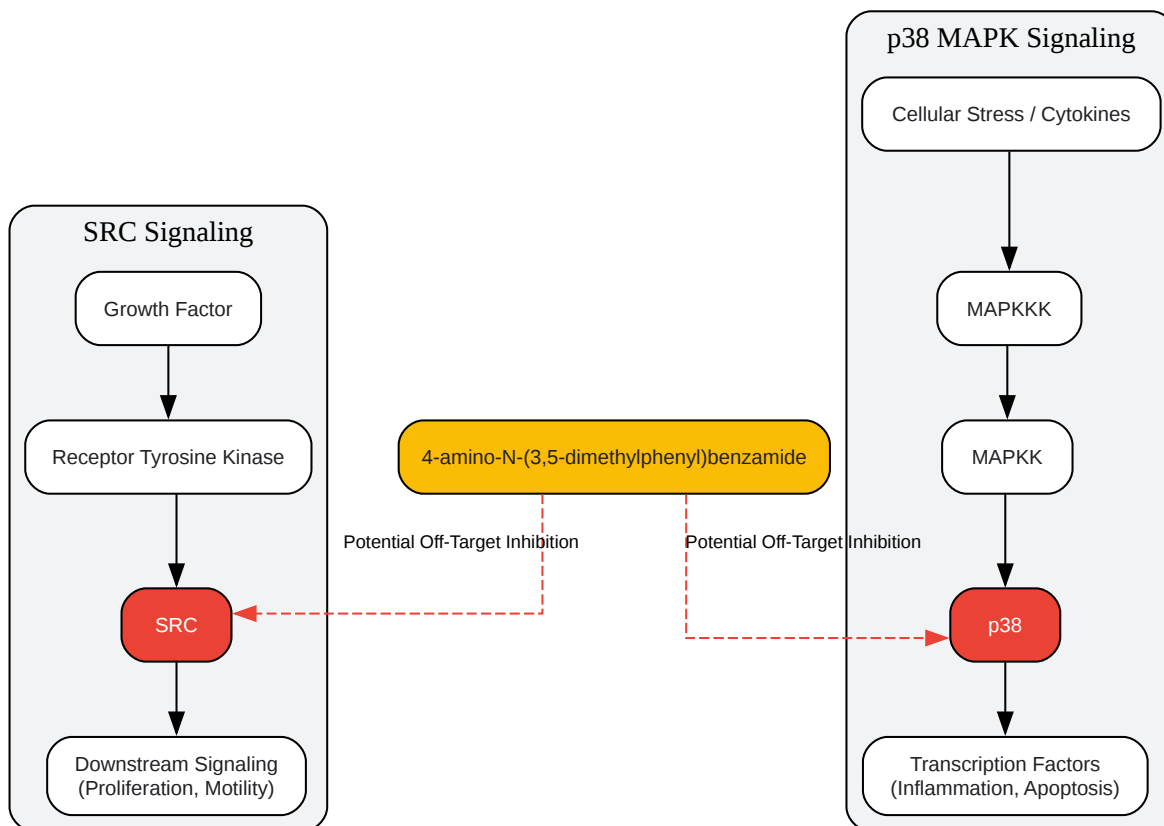 SRC Signaling
Growth Factor
Receptor Tyrosine Kinase
SRC
Downstream Signaling
(Proliferation, Motility)
4-amino-N-(3,5-dimethylphenyl)benzamide
Potential Off-Target Inhibition
Potential Off-Target Inhibition
p38 MAPK Signaling
Cellular Stress / Cytokines
MAPKKK
MAPKK
p38
Transcription Factors
(Inflammation, Apoptosis)